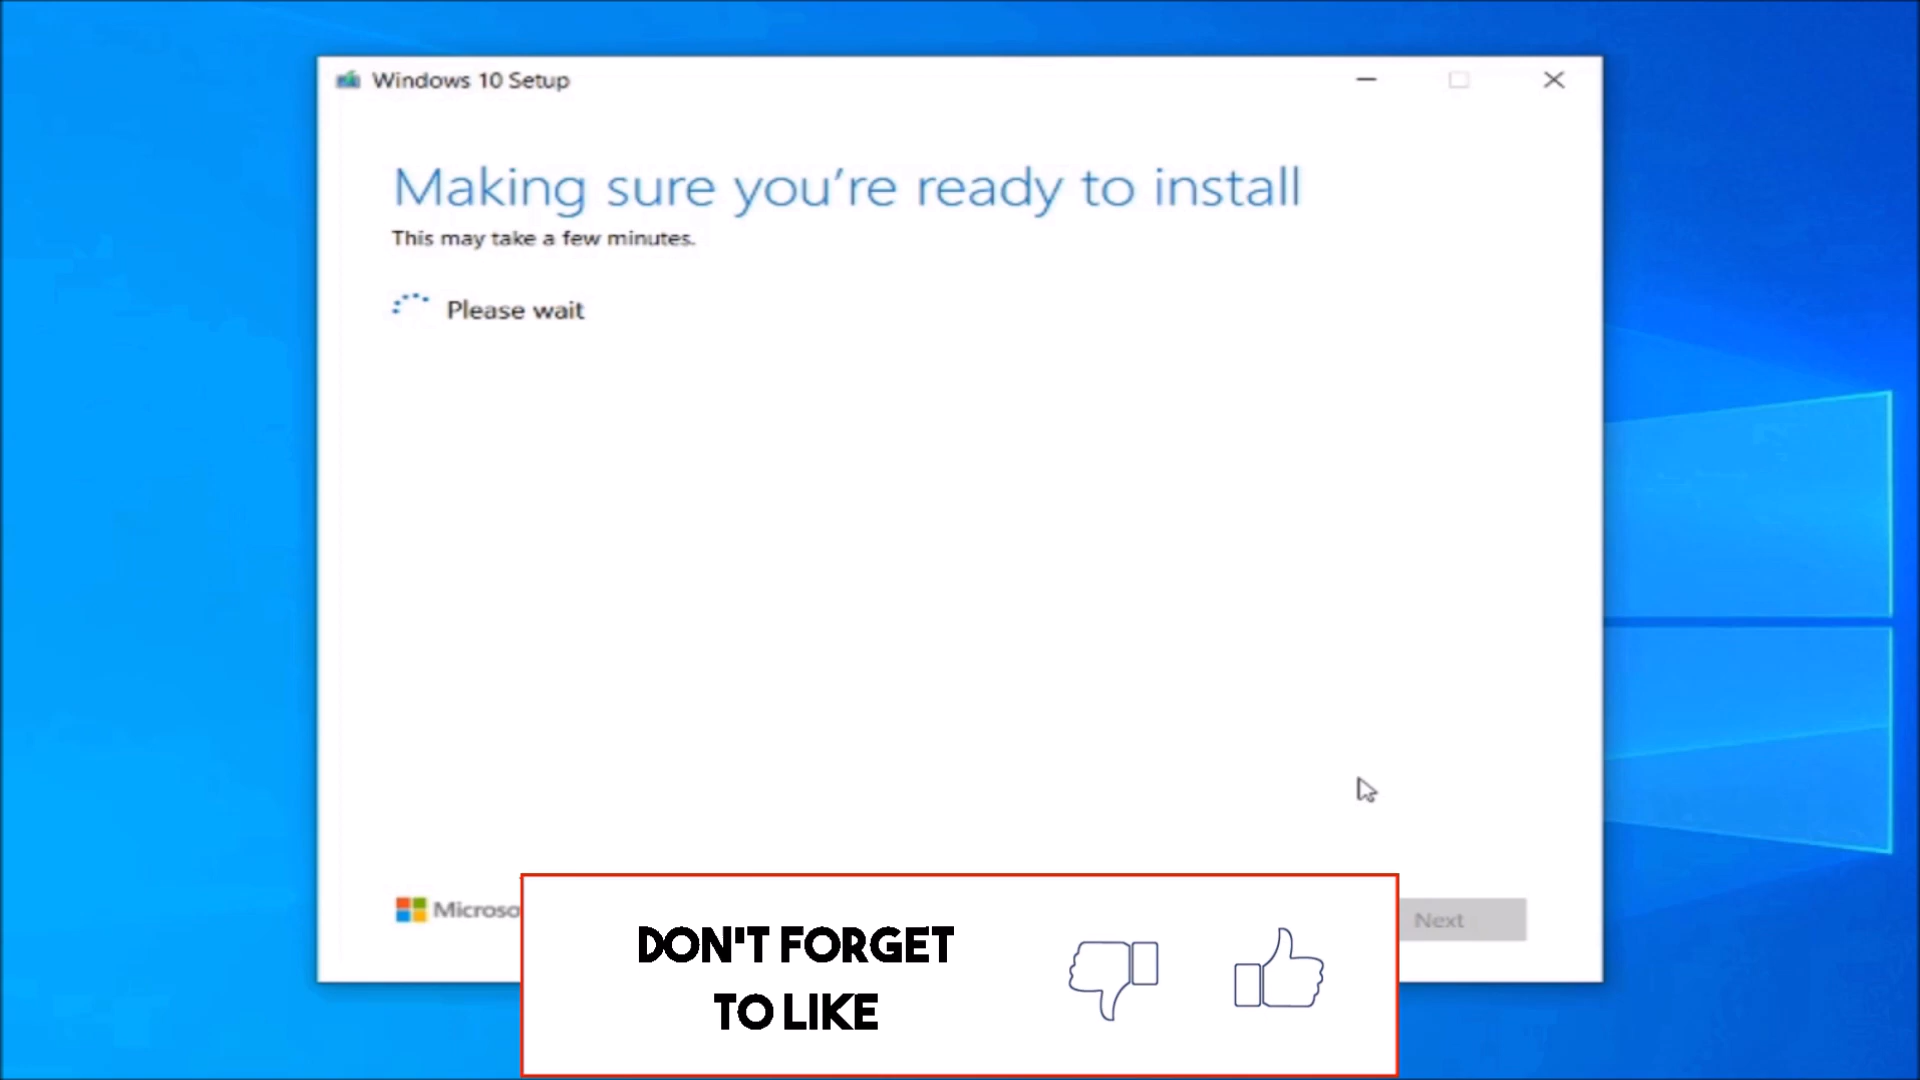 Windows 10 Setup
Making sure you're ready to install
This may take a few minutes.
Please wait
Microso
Next
DON'T FORGET
TO LIKE